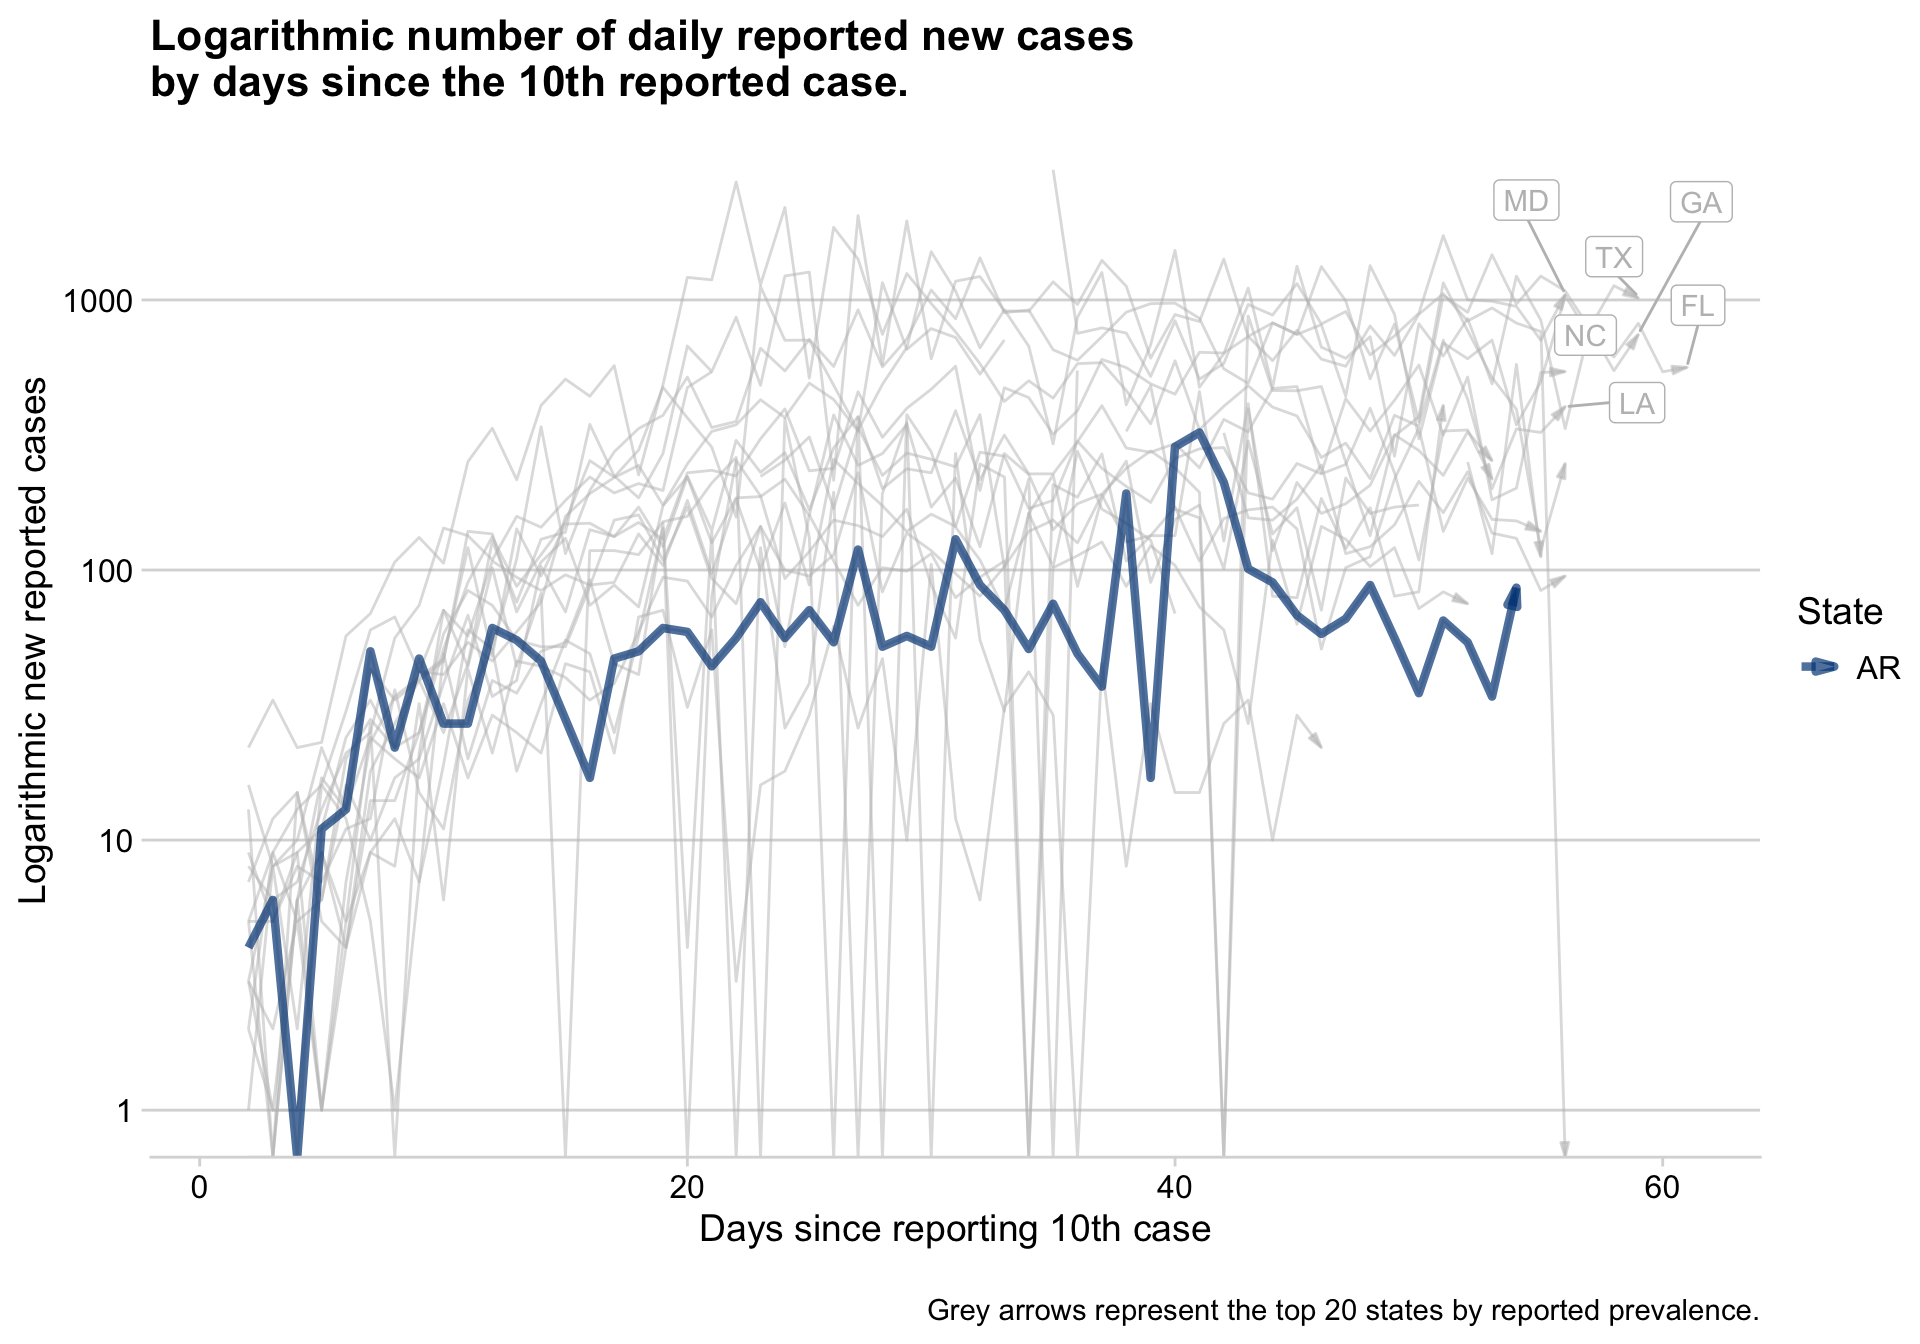 Logarithmic number of daily reported new cases
by days since the 10th reported case.
MD
GA
TX
FL
NC
LA
Logarithmic new reported cases
1000
100
10
1
State
AR
0
20
40
60
Days since reporting 10th case
Grey arrows represent the top 20 states by reported prevalence.